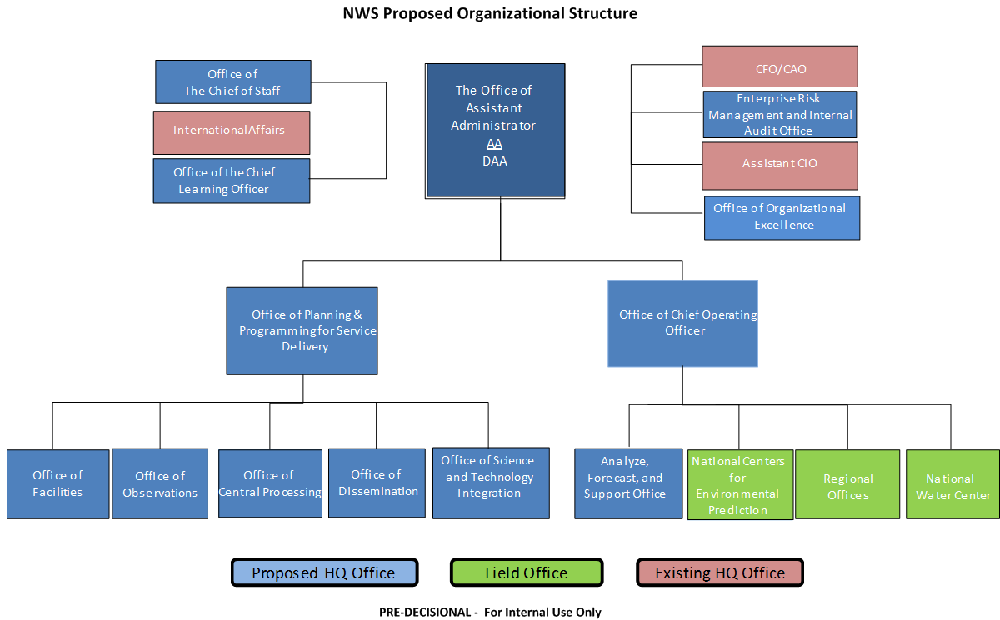 NWS Proposed Organizational Structure
Office of
The Chief of Staff
International Affairs
Office of the Chief
Learning Officer
The Office of
Assistant
Administrator
AA
DAA
CFO/CAO
Enterprise Risk
Management and Internal
Audit Office
Assistant CIO
Office of Organizational
Excellence
Office of Planning &
Programming for Service
Delivery
Office of Chief Operating
Officer
Office of
Facilities
Office of
Observations
Office of
Central Processing
Office of
Dissemination
Office of Science
and Technology
Integration
Analyze,
Forecast, and
Support Office
National Centers
for
Environmental
Prediction
Regional
Offices
National
Water Center
Proposed HQ Office
Field Office
Existing HQ Office
PRE-DECISIONAL - For Internal Use Only